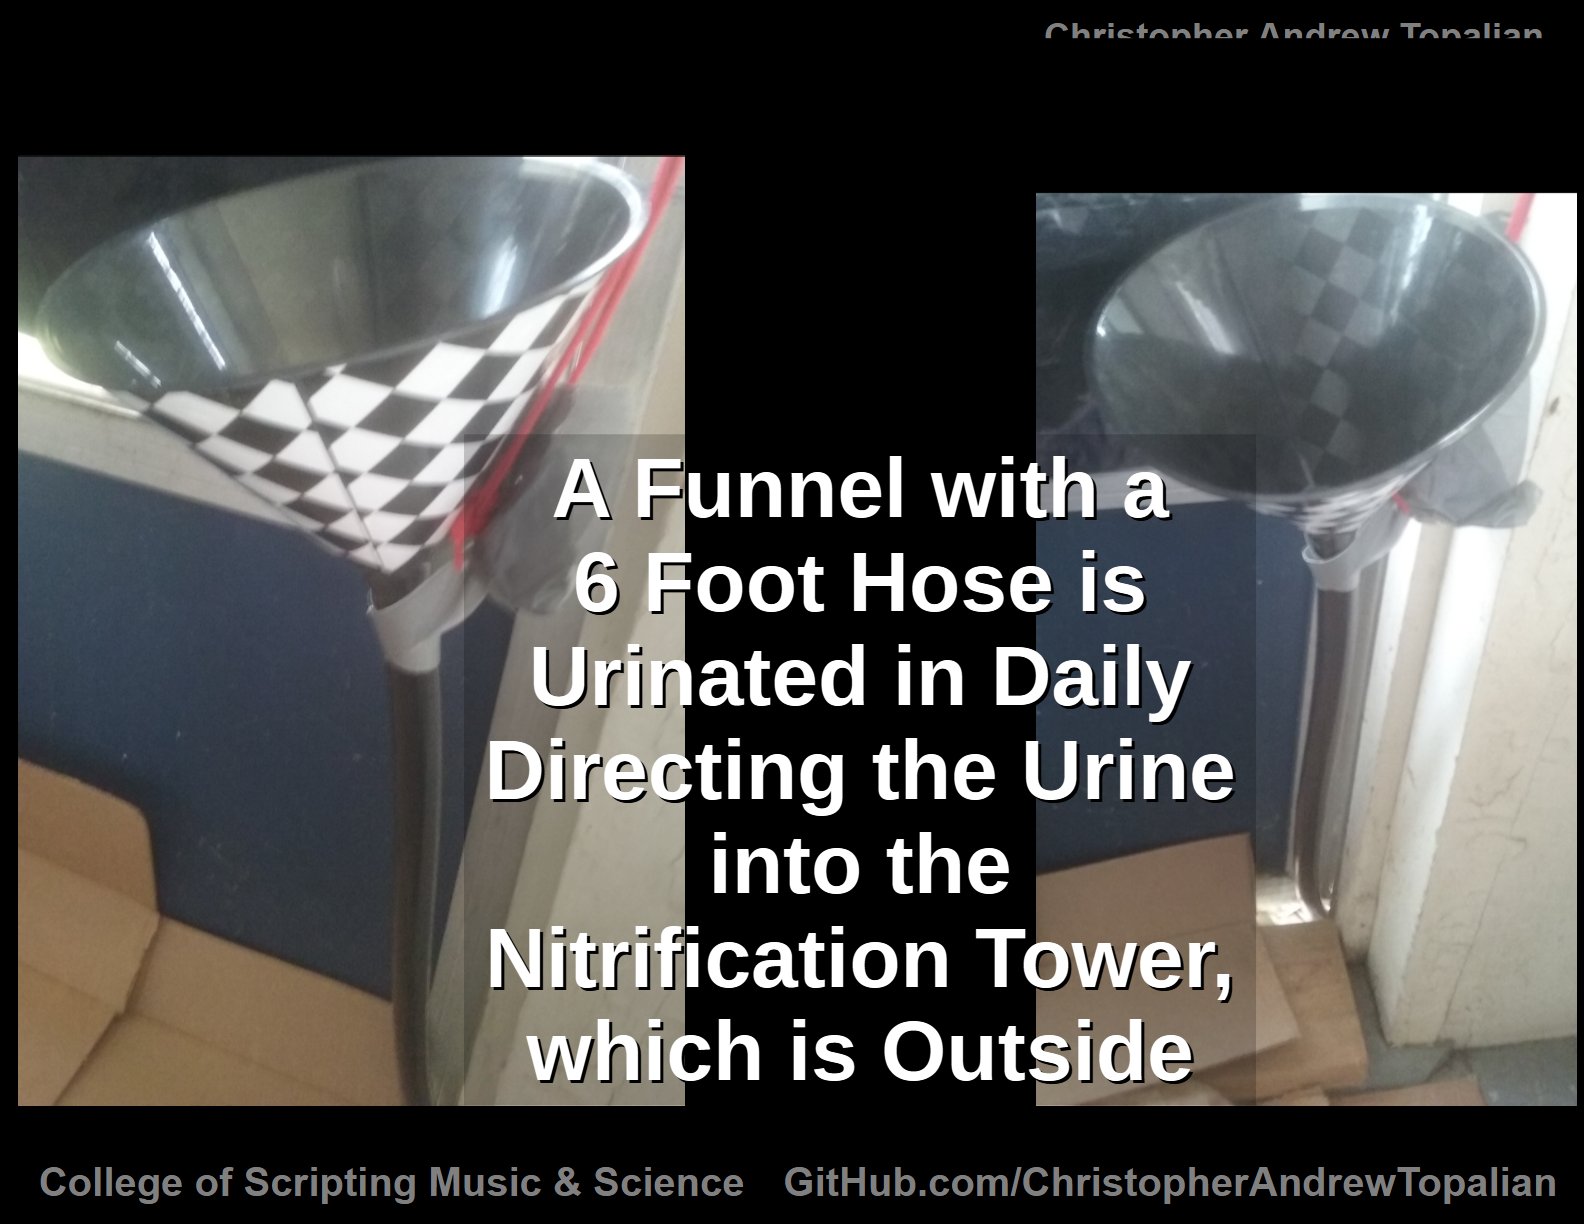 Christopher Andrew Topalian
A Funnel with a
6 Foot Hose is
Urinated in Daily
Directing the Urine
into the
Nitrification Tower,
which is Outside
College of Scripting Music & Science GitHub.com/ChristopherAndrewTopalian